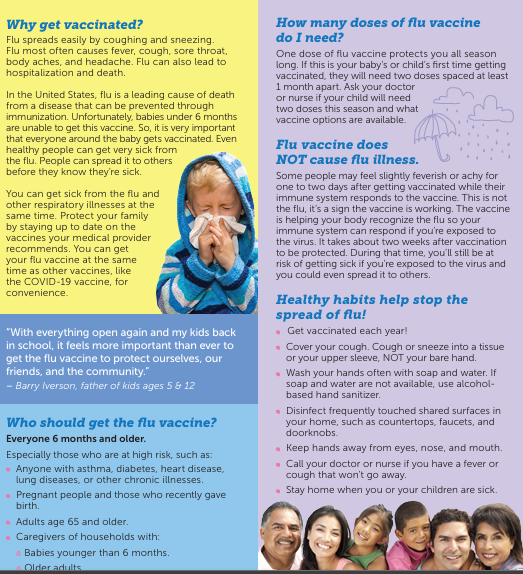 Why get vaccinated?
Flu spreads easily by coughing and sneezing.
Flu most often causes fever, cough, sore throat,
body aches, and headache. Flu can also lead to
hospitalization and death.
In the United States, flu is a leading cause of death
from a disease that can be prevented through
immunization. Unfortunately, babies under 6 months
are unable to get this vaccine. So, it is very important
that everyone around the baby gets vaccinated. Even
healthy people can get very sick from
the flu. People can spread it to others
before they know they're sick.
You can get sick from the flu and
other respiratory illnesses at the
same time. Protect your family
by staying up to date on the
vaccines your medical provider
recommends. You can get
your flu vaccine at the same
time as other vaccines, like
the COVID-19 vaccine, for
convenience.
"With everything open again and my kids back
in school, it feels more important than ever to
get the flu vaccine to protect ourselves, our
friends, and the community."
– Barry Iverson, father of kids ages 5 & 12
Who should get the flu vaccine?
Everyone 6 months and older.
Especially those who are at high risk, such as:
• Anyone with asthma, diabetes, heart disease,
lung diseases, or other chronic illnesses.
• Pregnant people and those who recently gave
birth.
• Adults age 65 and older.
• Caregivers of households with:
• Babies younger than 6 months.
• Older adults.
How many doses of flu vaccine
do I need?
One dose of flu vaccine protects you all season
long. If this is your baby's or child's first time getting
vaccinated, they will need two doses spaced at least
1 month apart. Ask your doctor
or nurse if your child will need
two doses this season and what
vaccine options are available.
Flu vaccine does
NOT cause flu illness.
Some people may feel slightly feverish or achy for
one to two days after getting vaccinated while their
immune system responds to the vaccine. This is not
the flu, it's a sign the vaccine is working. The vaccine
is helping your body recognize the flu so your
immune system can respond if you're exposed to
the virus. It takes about two weeks after vaccination
to be protected. During that time, you'll still be at
risk of getting sick if you're exposed to the virus and
you could even spread it to others.
Healthy habits help stop the
spread of flu!
• Get vaccinated each year!
• Cover your cough. Cough or sneeze into a tissue
or your upper sleeve, NOT your bare hand.
• Wash your hands often with soap and water. If
soap and water are not available, use alcohol-
based hand sanitizer.
• Disinfect frequently touched shared surfaces in
your home, such as countertops, faucets, and
doorknobs.
• Keep hands away from eyes, nose, and mouth.
• Call your doctor or nurse if you have a fever or
cough that won't go away.
• Stay home when you or your children are sick.